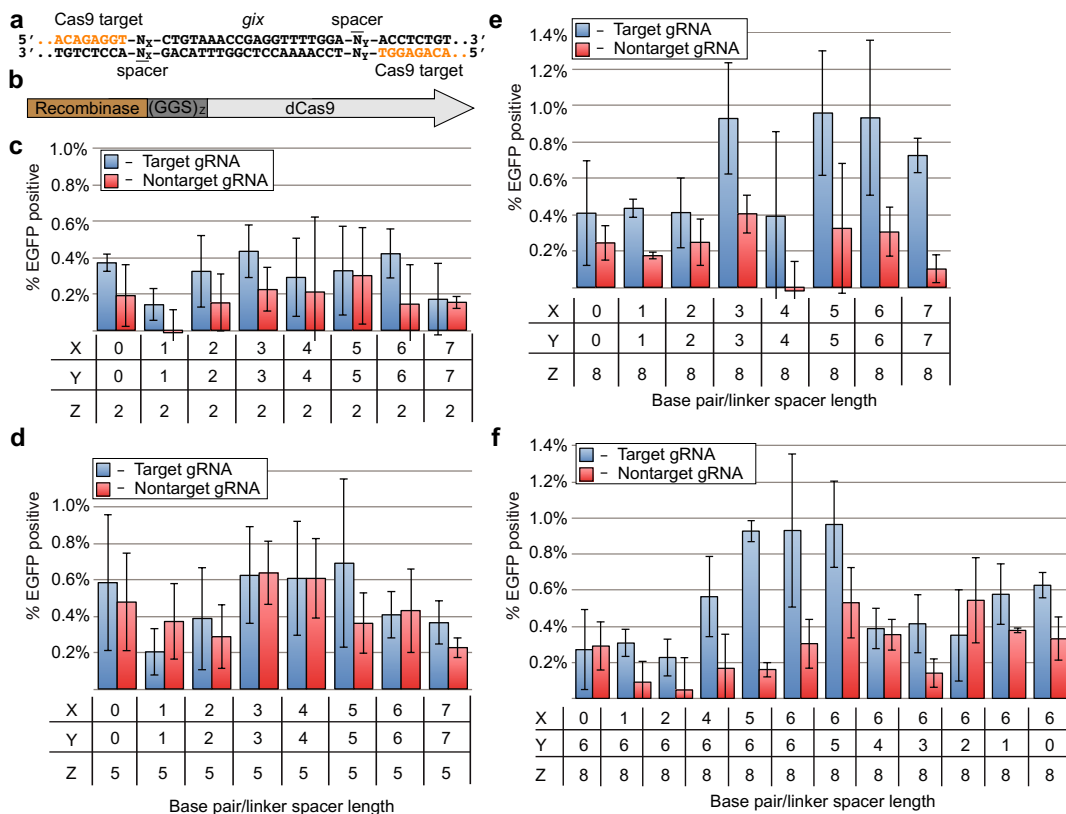 a
Cas9 target gix spacer
5′..ACAGAGGT-NX-CTGTAAACCGAGGTTTTGGA-NY-ACCTCTGT..3′
3′..TGTCTCCA-NX-GACATTTGGCTCCAAAACCT-NY-TGGAGACA..5′
spacer Cas9 target
b
Recombinase (GGS)z dCas9
c
% EGFP positive
1.0%
0.8%
0.6%
0.4%
0.2%
– Target gRNA
– Nontarget gRNA
X 0 1 2 3 4 5 6 7
Y 0 1 2 3 4 5 6 7
Z 2 2 2 2 2 2 2 2
d
% EGFP positive
1.0%
0.8%
0.6%
0.4%
0.2%
– Target gRNA
– Nontarget gRNA
X 0 1 2 3 4 5 6 7
Y 0 1 2 3 4 5 6 7
Z 5 5 5 5 5 5 5 5
Base pair/linker spacer length
e
% EGFP positive
1.4%
1.2%
1.0%
0.8%
0.6%
0.4%
0.2%
– Target gRNA
– Nontarget gRNA
X 0 1 2 3 4 5 6 7
Y 0 1 2 3 4 5 6 7
Z 8 8 8 8 8 8 8 8
Base pair/linker spacer length
f
% EGFP positive
1.4%
1.2%
1.0%
0.8%
0.6%
0.4%
0.2%
– Target gRNA
– Nontarget gRNA
X 0 1 2 4 5 6 6 6 6 6 6 6
Y 6 6 6 6 6 6 5 4 3 2 1 0
Z 8 8 8 8 8 8 8 8 8 8 8 8
Base pair/linker spacer length